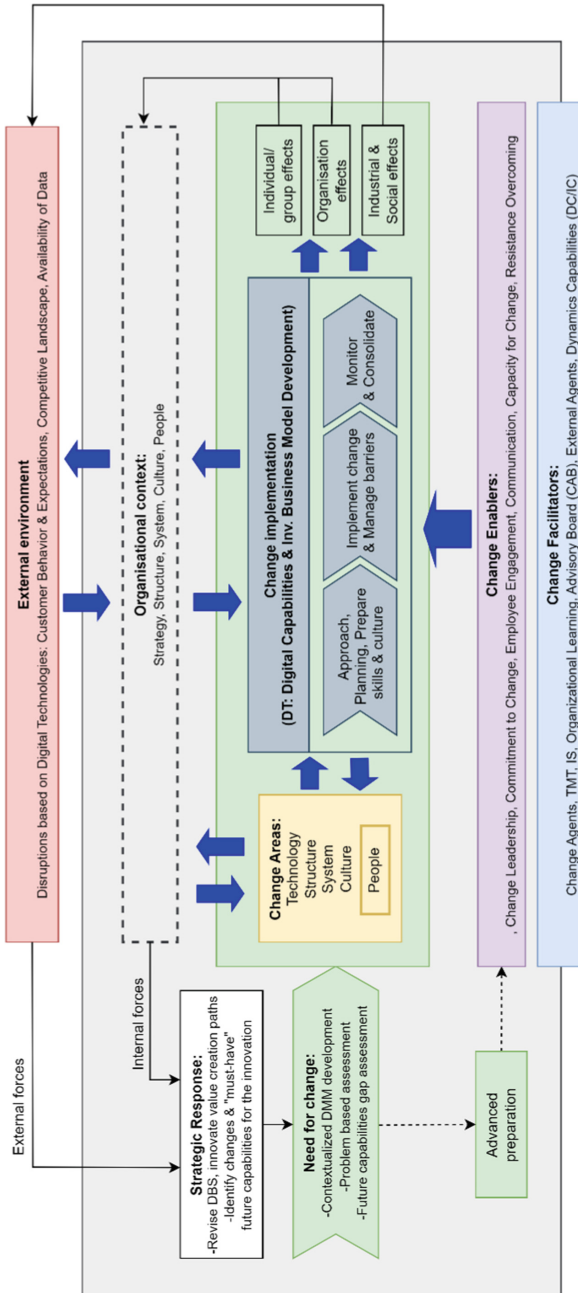 External environment
Disruptions based on Digital Technologies: Customer Behavior & Expectations, Competitive Landscape, Availability of Data
External forces
Organisational context:
Strategy, Structure, System, Culture, People
Internal forces
Strategic Response:
-Revise DBS, innovate value creation paths
-Identify changes & "must-have"
future capabilities for the innovation
Need for change:
-Contextualized DMM development
-Problem based assessment
-Future capabilities gap assessment
Advanced
preparation
Change Areas:
Technology
Structure
System
Culture
People
Change implementation
(DT: Digital Capabilities & Inv. Business Model Development)
Approach,
Planning, Prepare
skills & culture
Implement change
& Manage barriers
Monitor
& Consolidate
Individual/
group effects
Organisation
effects
Industrial &
Social effects
Change Enablers:
, Change Leadership, Commitment to Change, Employee Engagement, Communication, Capacity for Change, Resistance Overcoming
Change Facilitators:
Change Agents, TMT, IS, Organizational Learning, Advisory Board (CAB), External Agents, Dynamics Capabilities (DC/IC)